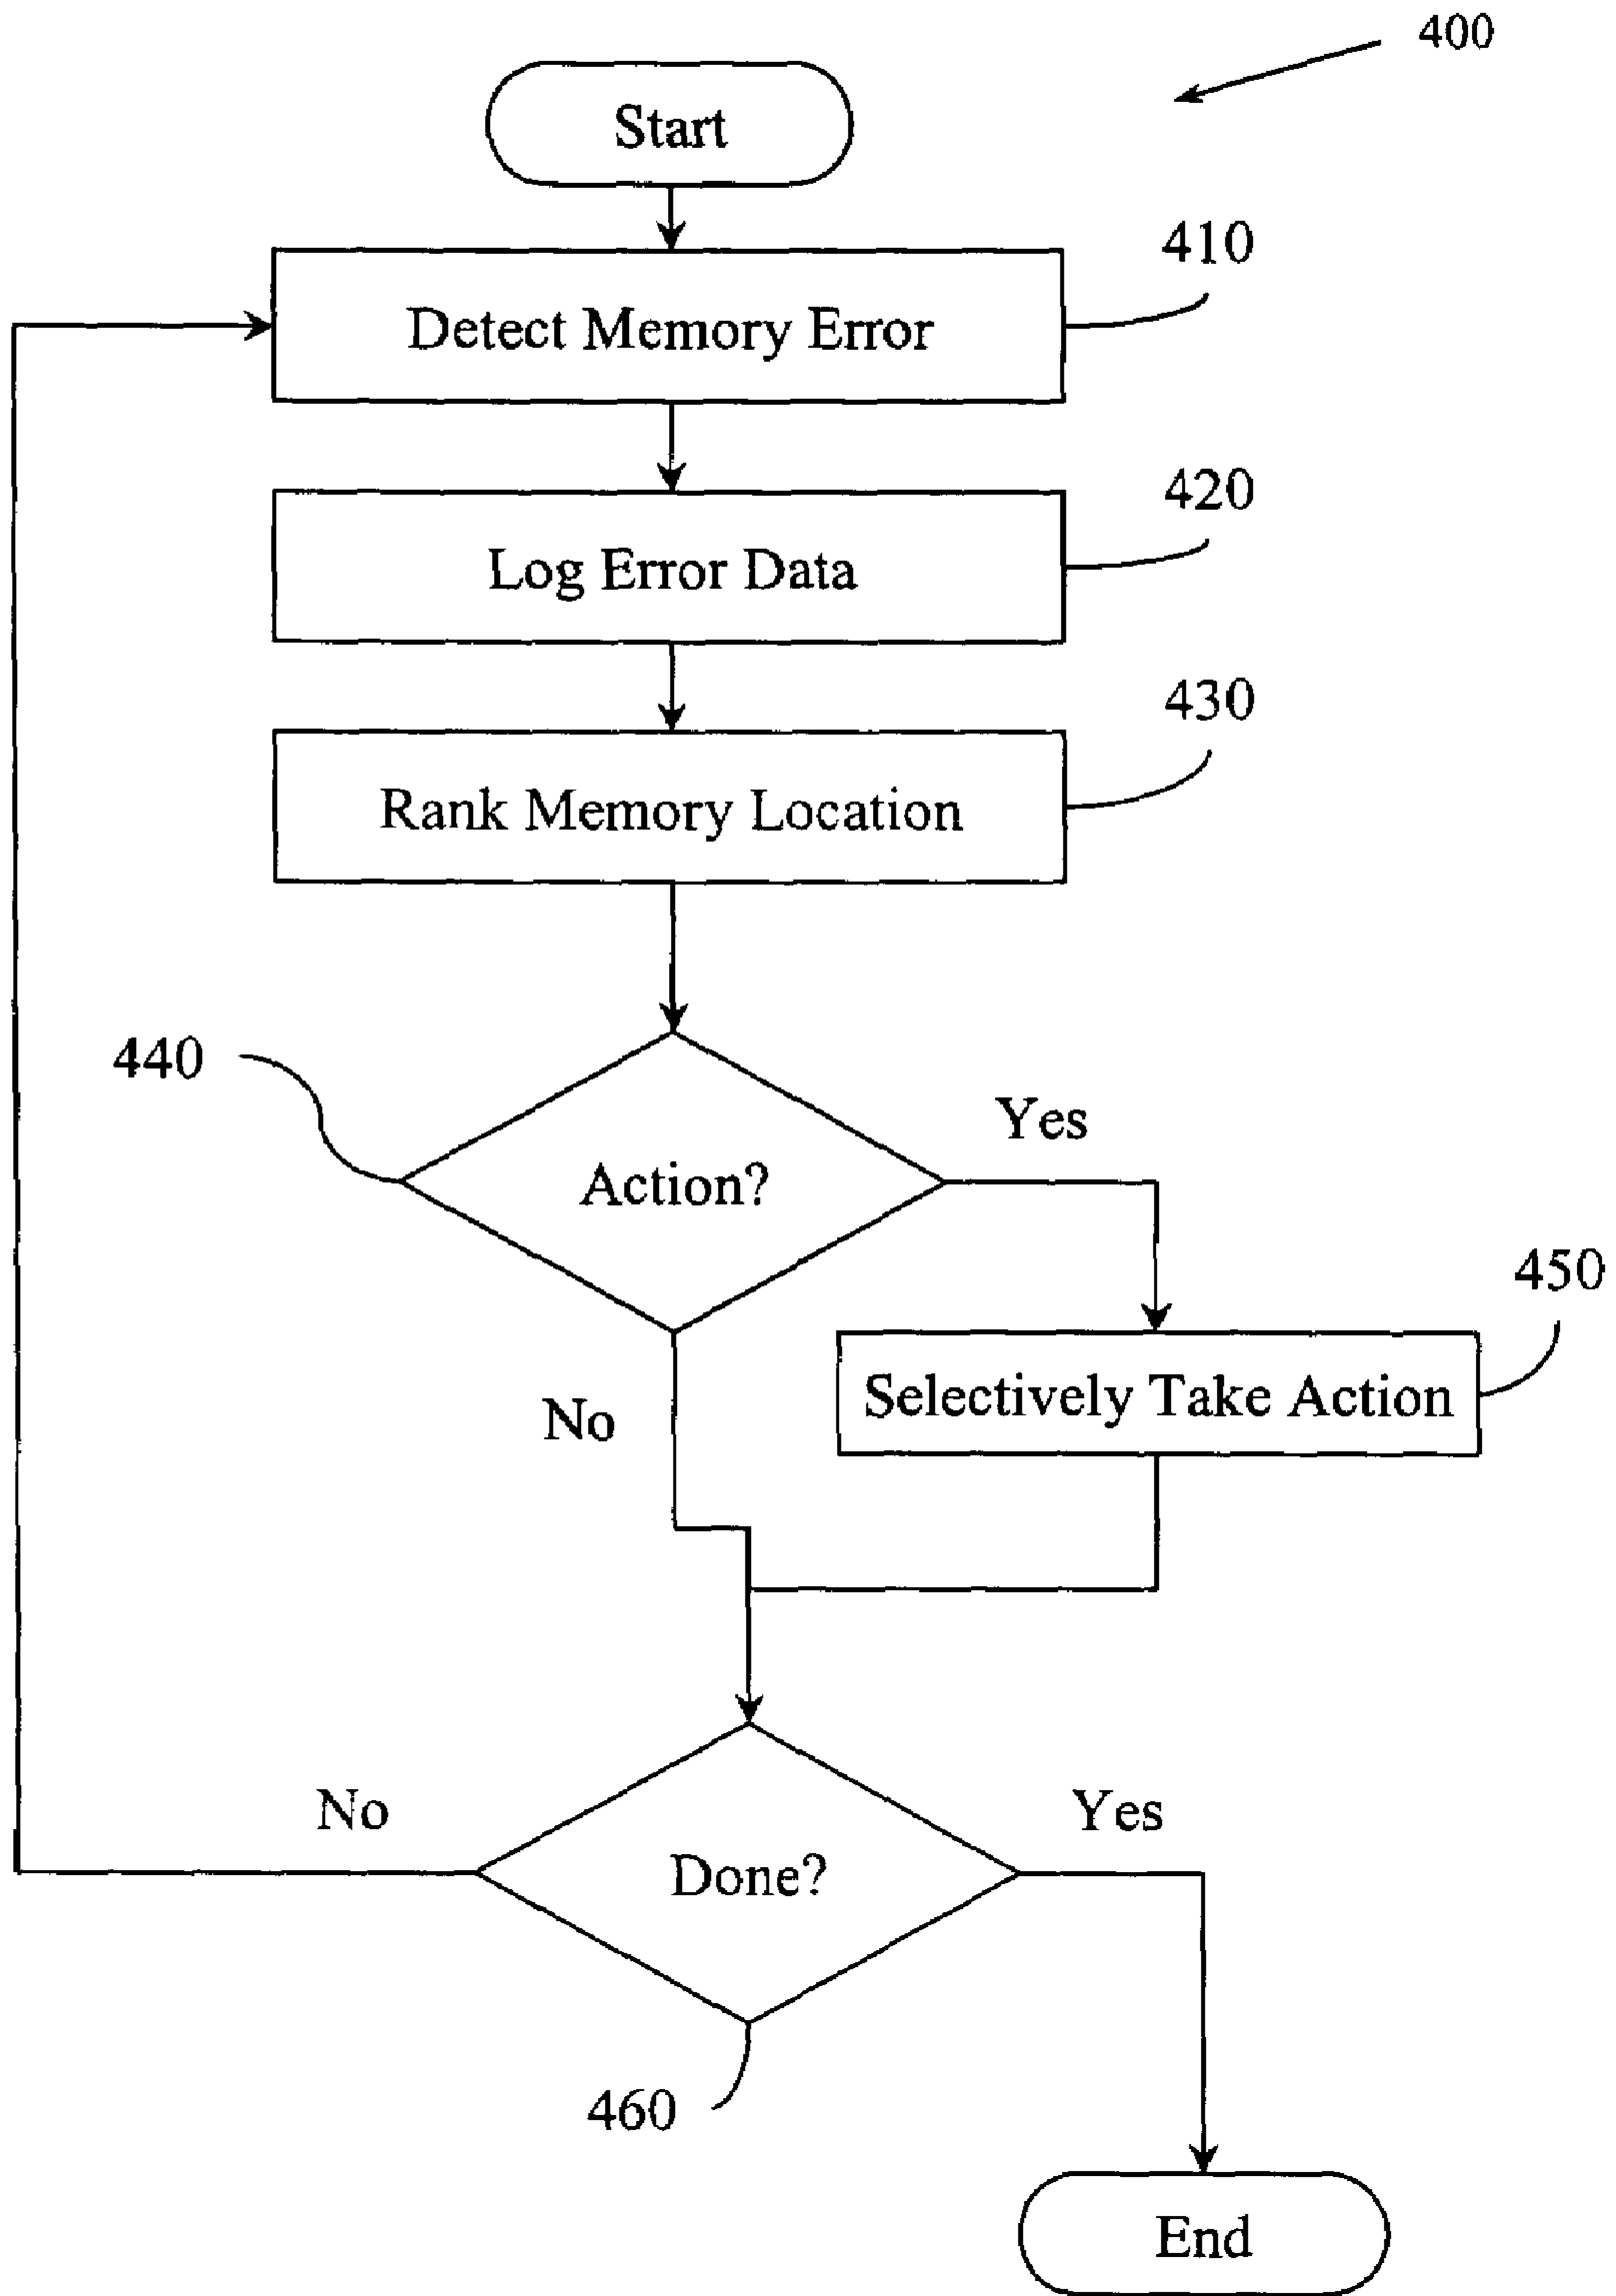 400
Start
410
Detect Memory Error
420
Log Error Data
430
Rank Memory Location
440
Yes
Action?
450
Selectively Take Action
No
No
Yes
Done?
460
End